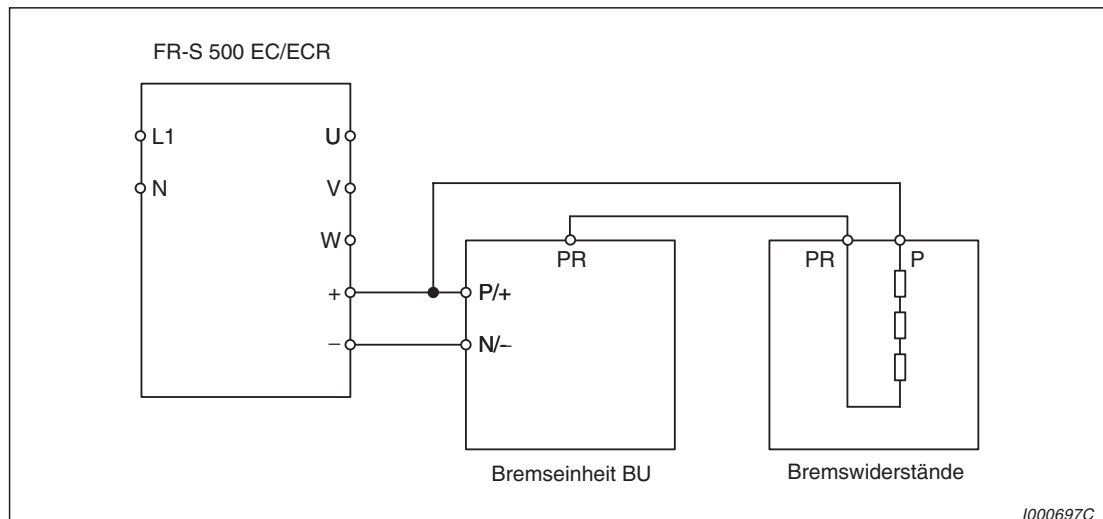 FR-S 500 EC/ECR
L1
U
N
V
W
PR
PR
P
+
P/+
−
N/−
Bremseinheit BU
Bremswiderstände
I000697C